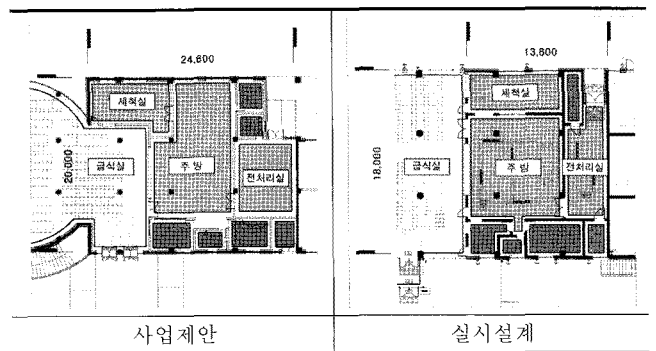 24,600
세척실
급식실
주방
전처리실
20,000
사업제안
13,600
세척실
급식실
주방
전처리실
18,000
실시설계